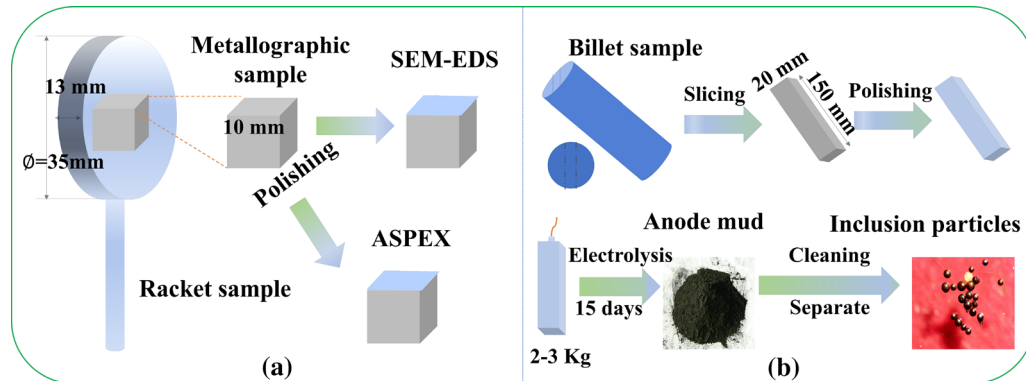 Metallographic
sample
SEM-EDS
13 mm
10 mm
Ø=35mm
Polishing
ASPEX
Racket sample
(a)
Billet sample
Slicing
20 mm
150 mm
Polishing
Anode mud
Inclusion particles
Electrolysis
15 days
Cleaning
Separate
2-3 Kg
(b)